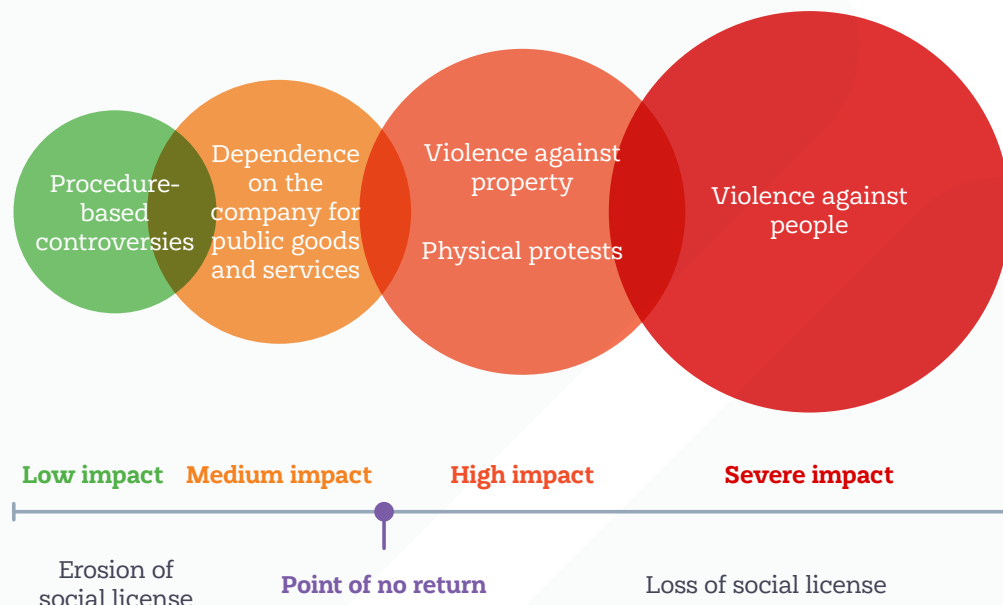 Procedure-
based
controversies
Dependence
on the
company for
public goods
and services
Violence against
property
Physical protests
Violence against
people
Low impact
Medium impact
High impact
Severe impact
Erosion of
social license
Point of no return
Loss of social license